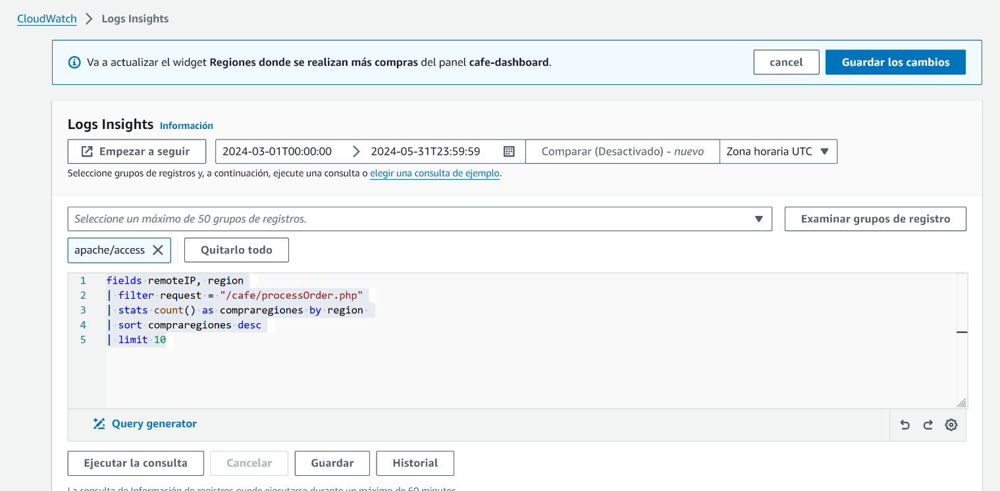 CloudWatch > Logs Insights
Va a actualizar el widget Regiones donde se realizan más compras del panel cafe-dashboard. cancel Guardar los cambios
Logs Insights Información
Empezar a seguir 2024-03-01T00:00:00 > 2024-05-31T23:59:59 Comparar (Desactivado) - nuevo Zona horaria UTC
Seleccione grupos de registros y, a continuación, ejecute una consulta o elegir una consulta de ejemplo.
Seleccione un máximo de 50 grupos de registros. Examinar grupos de registro
apache/access Quitarlo todo
1 fields remoteIP, region
2 | filter request = "/cafe/processOrder.php"
3 | stats count() as compraregiones by region
4 | sort compraregiones desc
5 | limit 10
Query generator
Ejecutar la consulta Cancelar Guardar Historial
La consulta de Información de registros puede ejecutarse durante un máximo de 60 minutos.